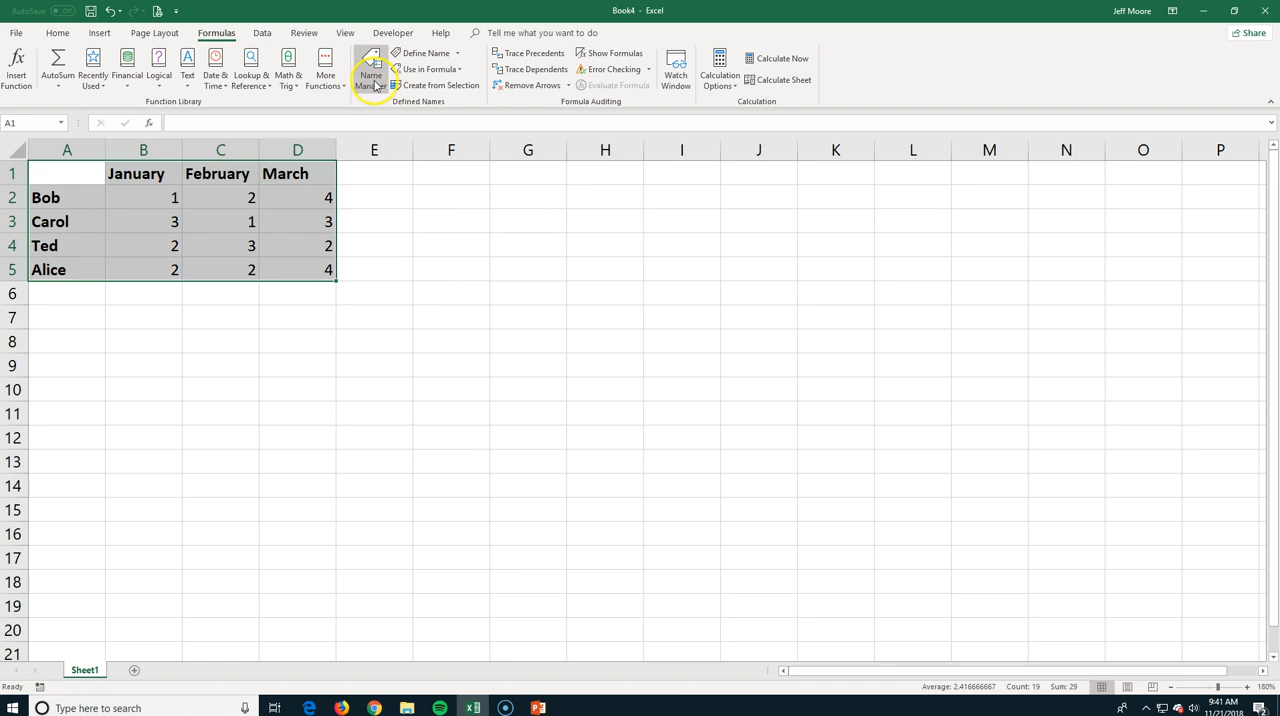 AutoSave Off Book4 - Excel Jeff Moore
File Home Insert Page Layout Formulas Data Review View Developer Help Tell me what you want to do Share
Insert Function AutoSum Recently Used Financial Logical Text Date & Time Lookup & Reference Math & Trig More Functions
Function Library
Name Manager Define Name Use in Formula Create from Selection
Defined Names
Trace Precedents Trace Dependents Remove Arrows Show Formulas Error Checking Evaluate Formula
Formula Auditing
Watch Window
Calculation Options Calculate Now Calculate Sheet
Calculation
A1 fx
A B C D E F G H I J K L M N O P
1 January February March
2 Bob 1 2 4
3 Carol 3 1 3
4 Ted 2 3 2
5 Alice 2 2 4
6
7
8
9
10
11
12
13
14
15
16
17
18
19
20
21
Sheet1
Ready Average: 2.416666667 Count: 19 Sum: 29 180%
Type here to search 9:41 AM
11/21/2018 2